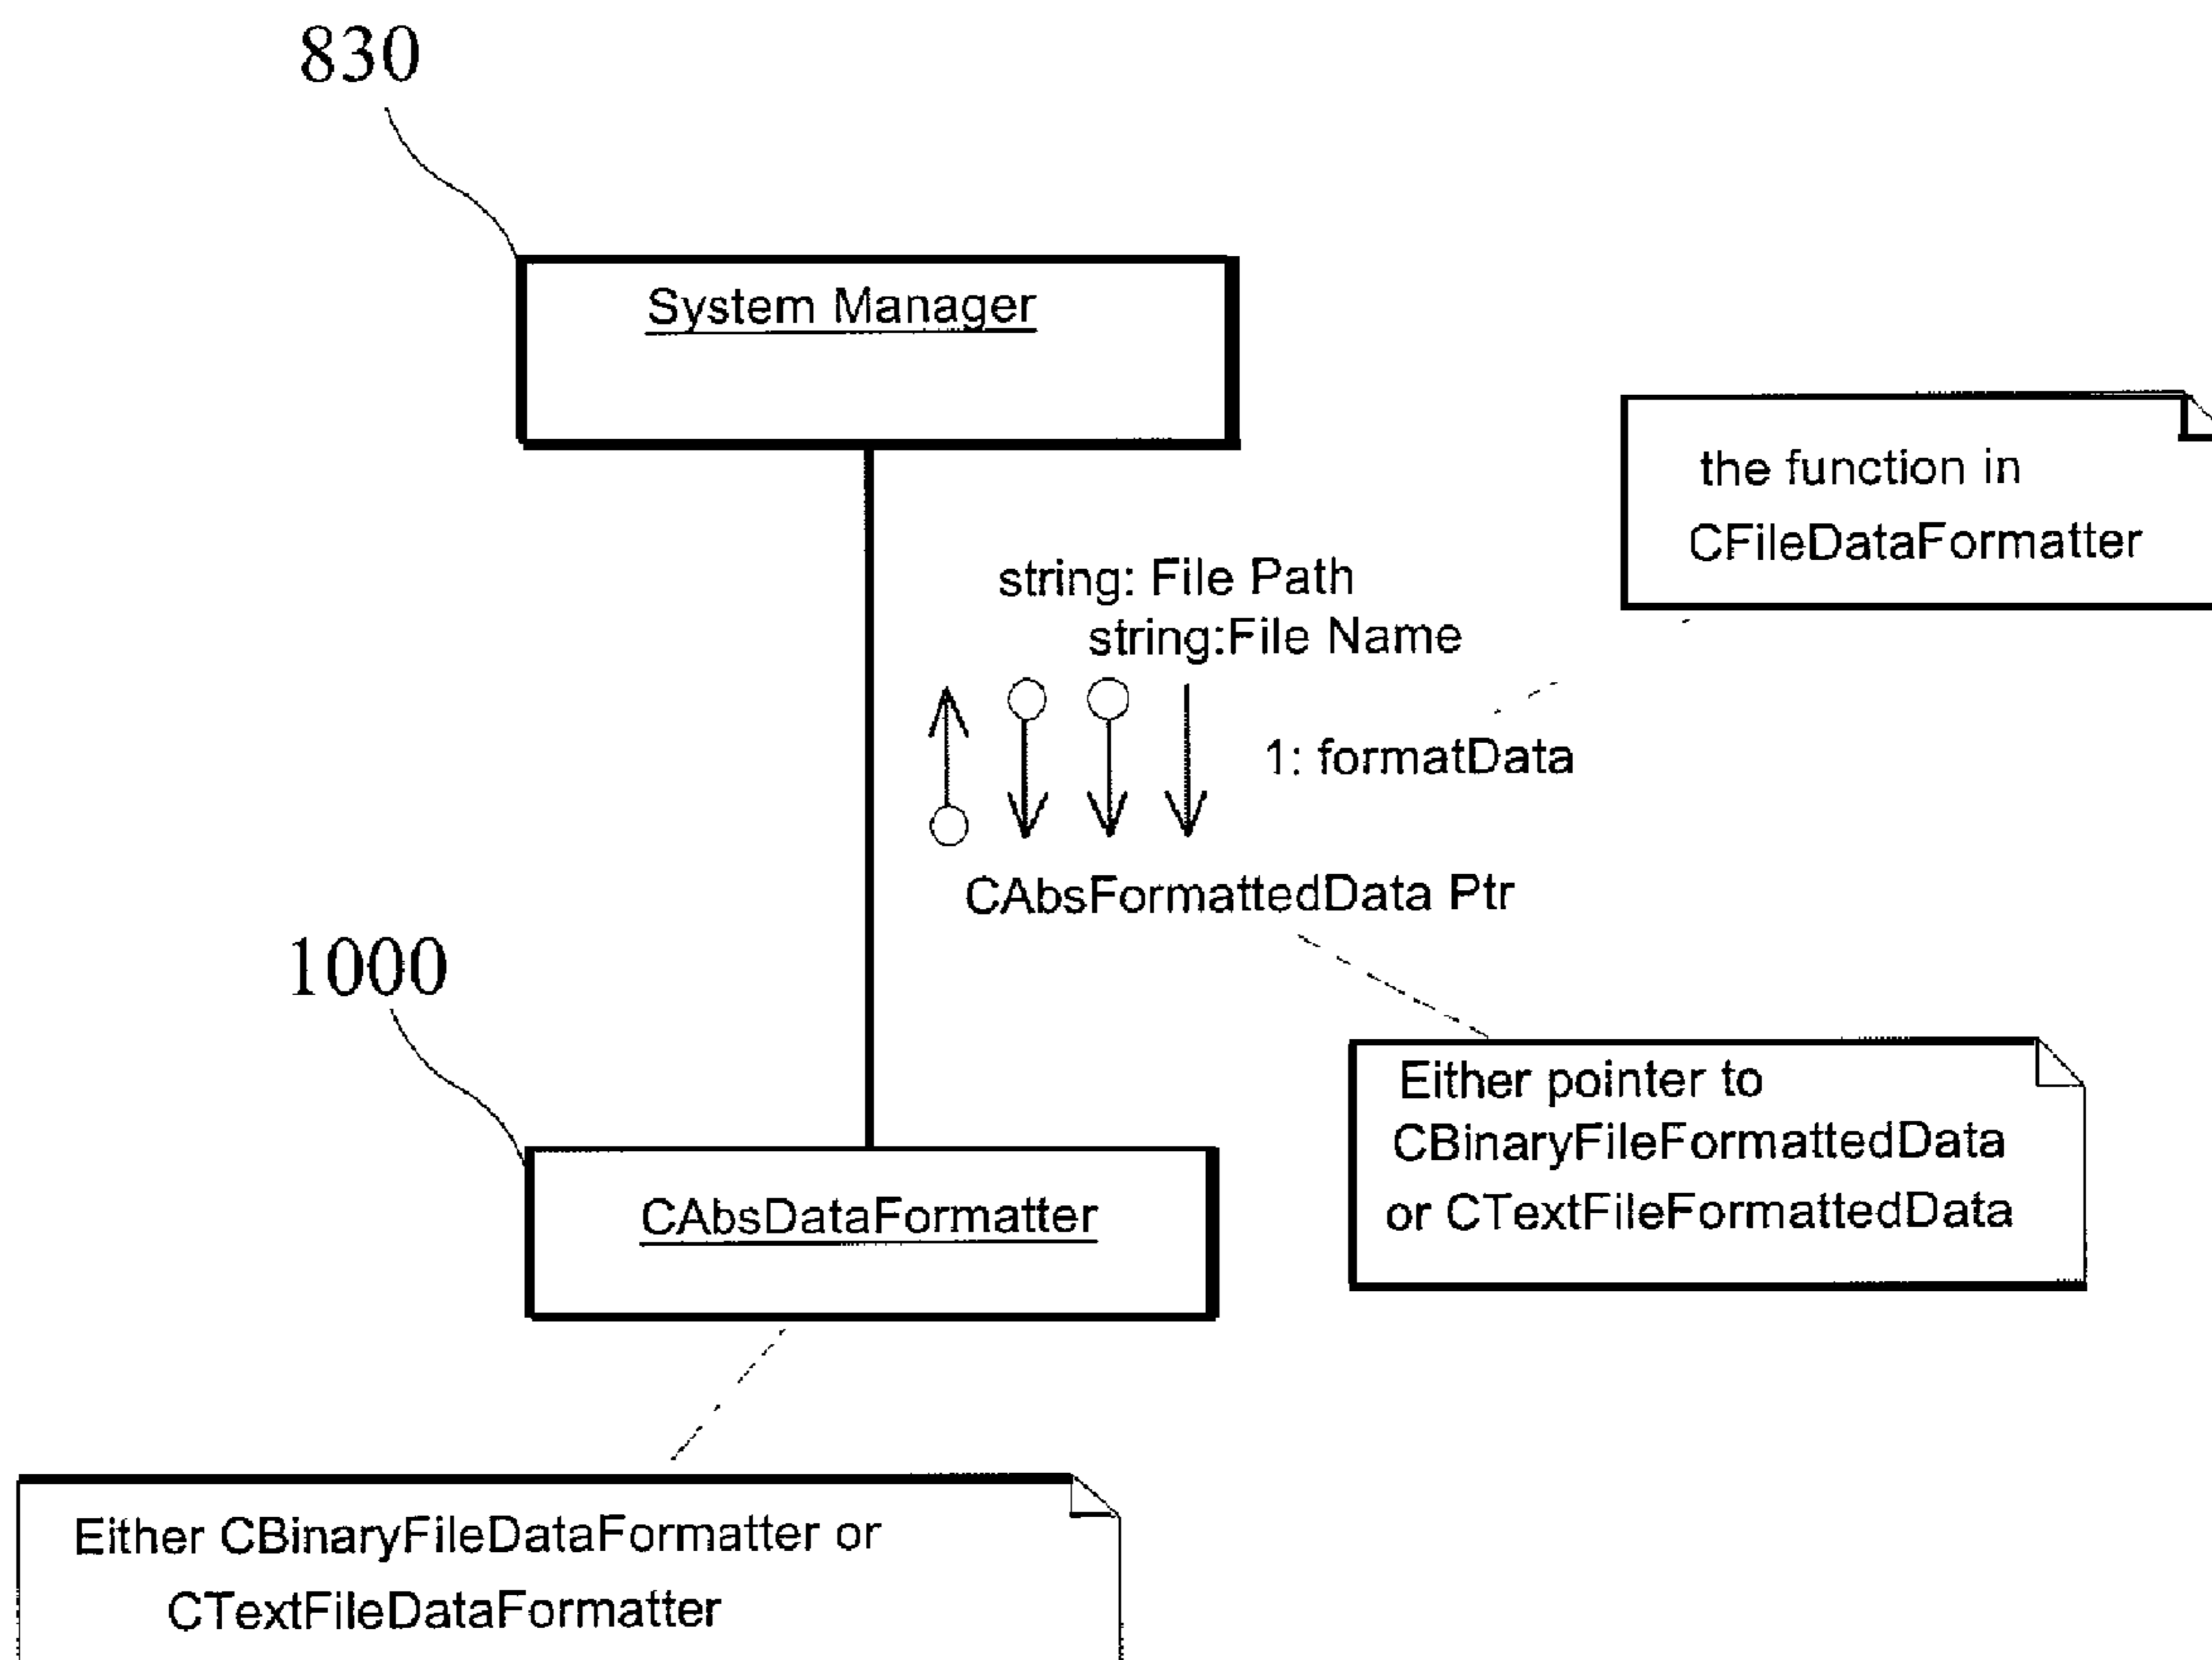 830
System Manager
the function in
CFileDataFormatter
string: File Path
string:File Name
1: formatData
CAbsFormattedData Ptr
1000
Either pointer to
CBinaryFileFormattedData
or CTextFileFormattedData
CAbsDataFormatter
Either CBinaryFileDataFormatter or
CTextFileDataFormatter